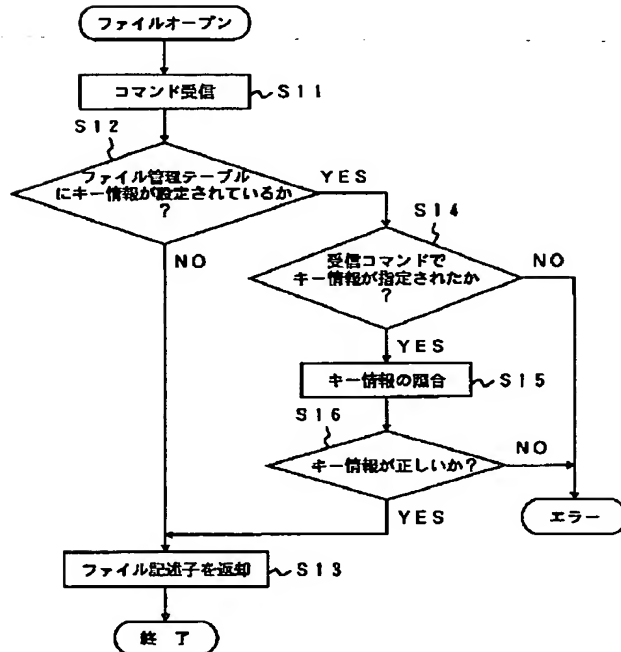 ファイルオープン
コマンド受信
S11
S12
ファイル管理テーブル
にキー情報が設定されているか
?
YES
NO
S14
受信コマンドで
キー情報が指定されたか
?
NO
YES
キー情報の照合
S15
S16
キー情報が正しいか?
NO
YES
エラー
ファイル記述子を返却
S13
終 了